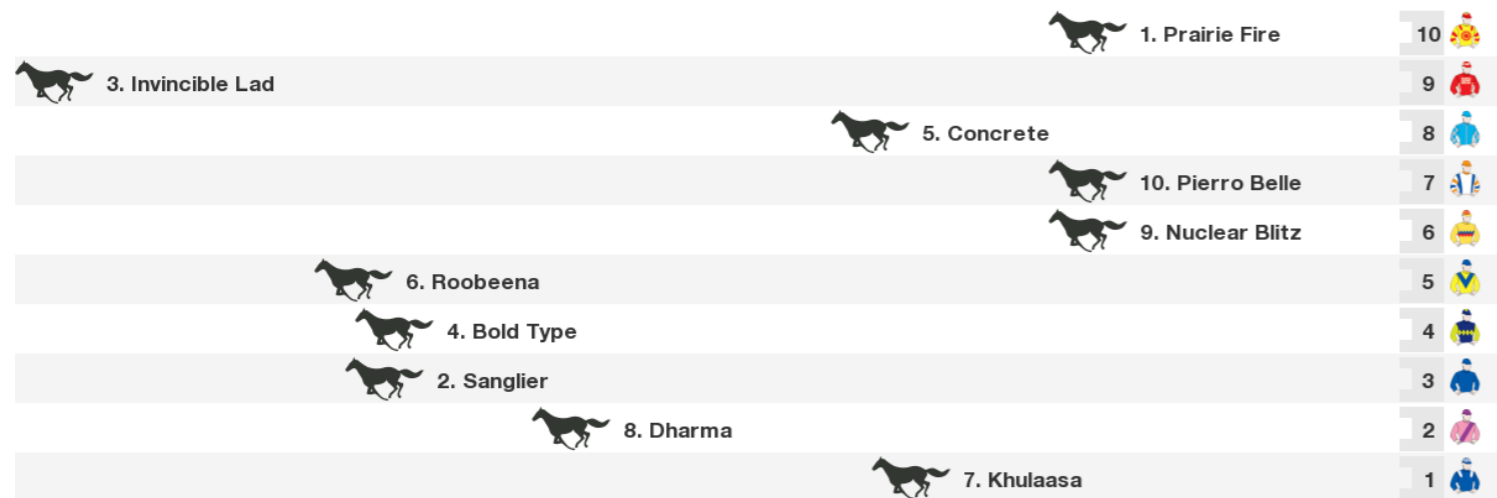 1. Prairie Fire 10
3. Invincible Lad 9
5. Concrete 8
10. Pierro Belle 7
9. Nuclear Blitz 6
6. Roobeena 5
4. Bold Type 4
2. Sanglier 3
8. Dharma 2
7. Khulaasa 1